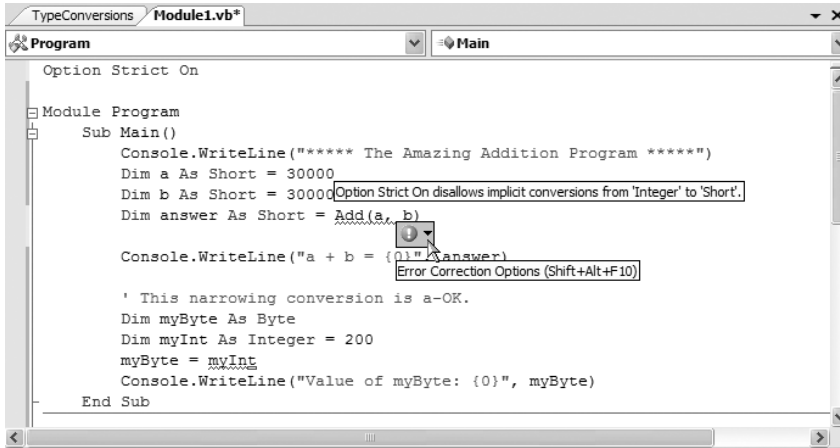 TypeConversions Module1.vb*
Program Main
Option Strict On
Module Program
Sub Main()
Console.WriteLine("***** The Amazing Addition Program *****")
Dim a As Short = 30000
Dim b As Short = 30000
Option Strict On disallows implicit conversions from 'Integer' to 'Short'.
Dim answer As Short = Add(a, b)
Console.WriteLine("a + b = {0}", answer)
Error Correction Options (Shift+Alt+F10)
' This narrowing conversion is a-OK.
Dim myByte As Byte
Dim myInt As Integer = 200
myByte = myInt
Console.WriteLine("Value of myByte: {0}", myByte)
End Sub